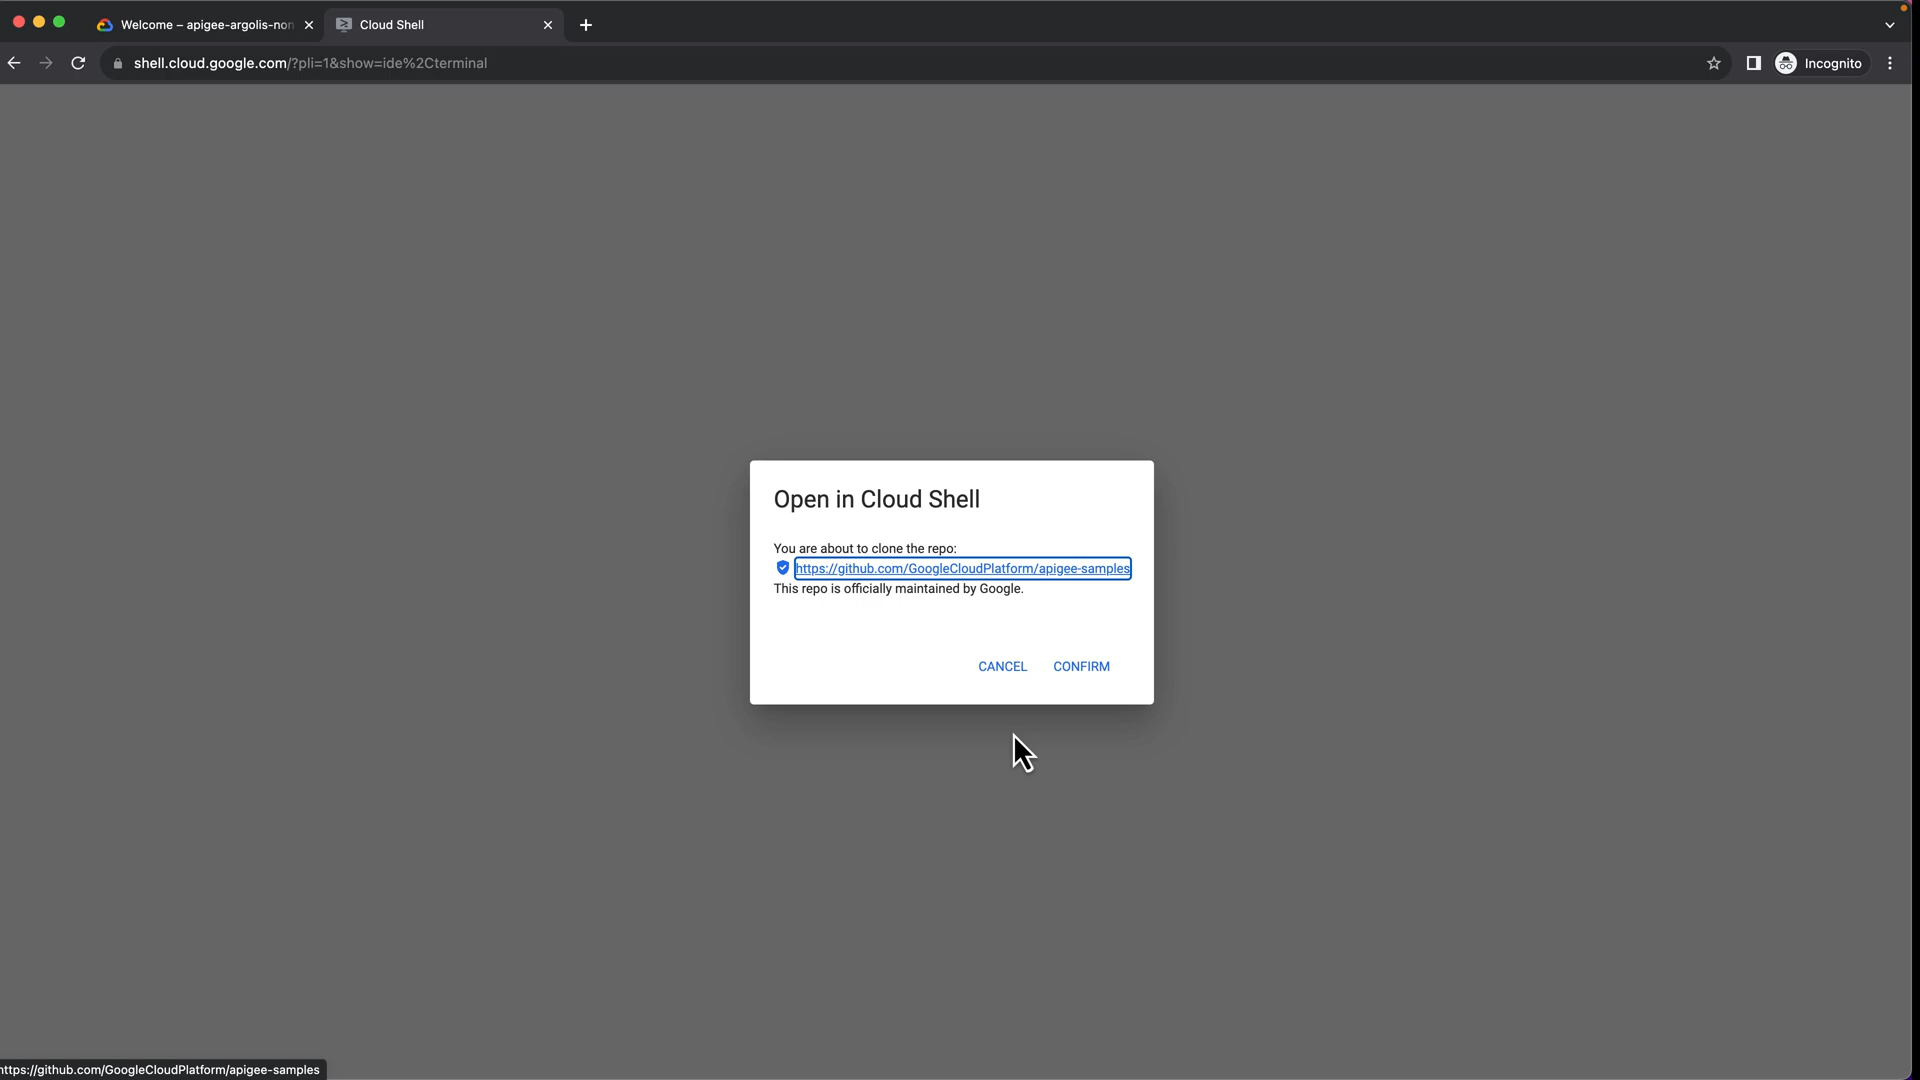 Welcome – apigee-argolis-non
Cloud Shell
shell.cloud.google.com/?pli=1&show=ide%2Cterminal
Incognito
Open in Cloud Shell
You are about to clone the repo:
https://github.com/GoogleCloudPlatform/apigee-samples
This repo is officially maintained by Google.
CANCEL CONFIRM
https://github.com/GoogleCloudPlatform/apigee-samples